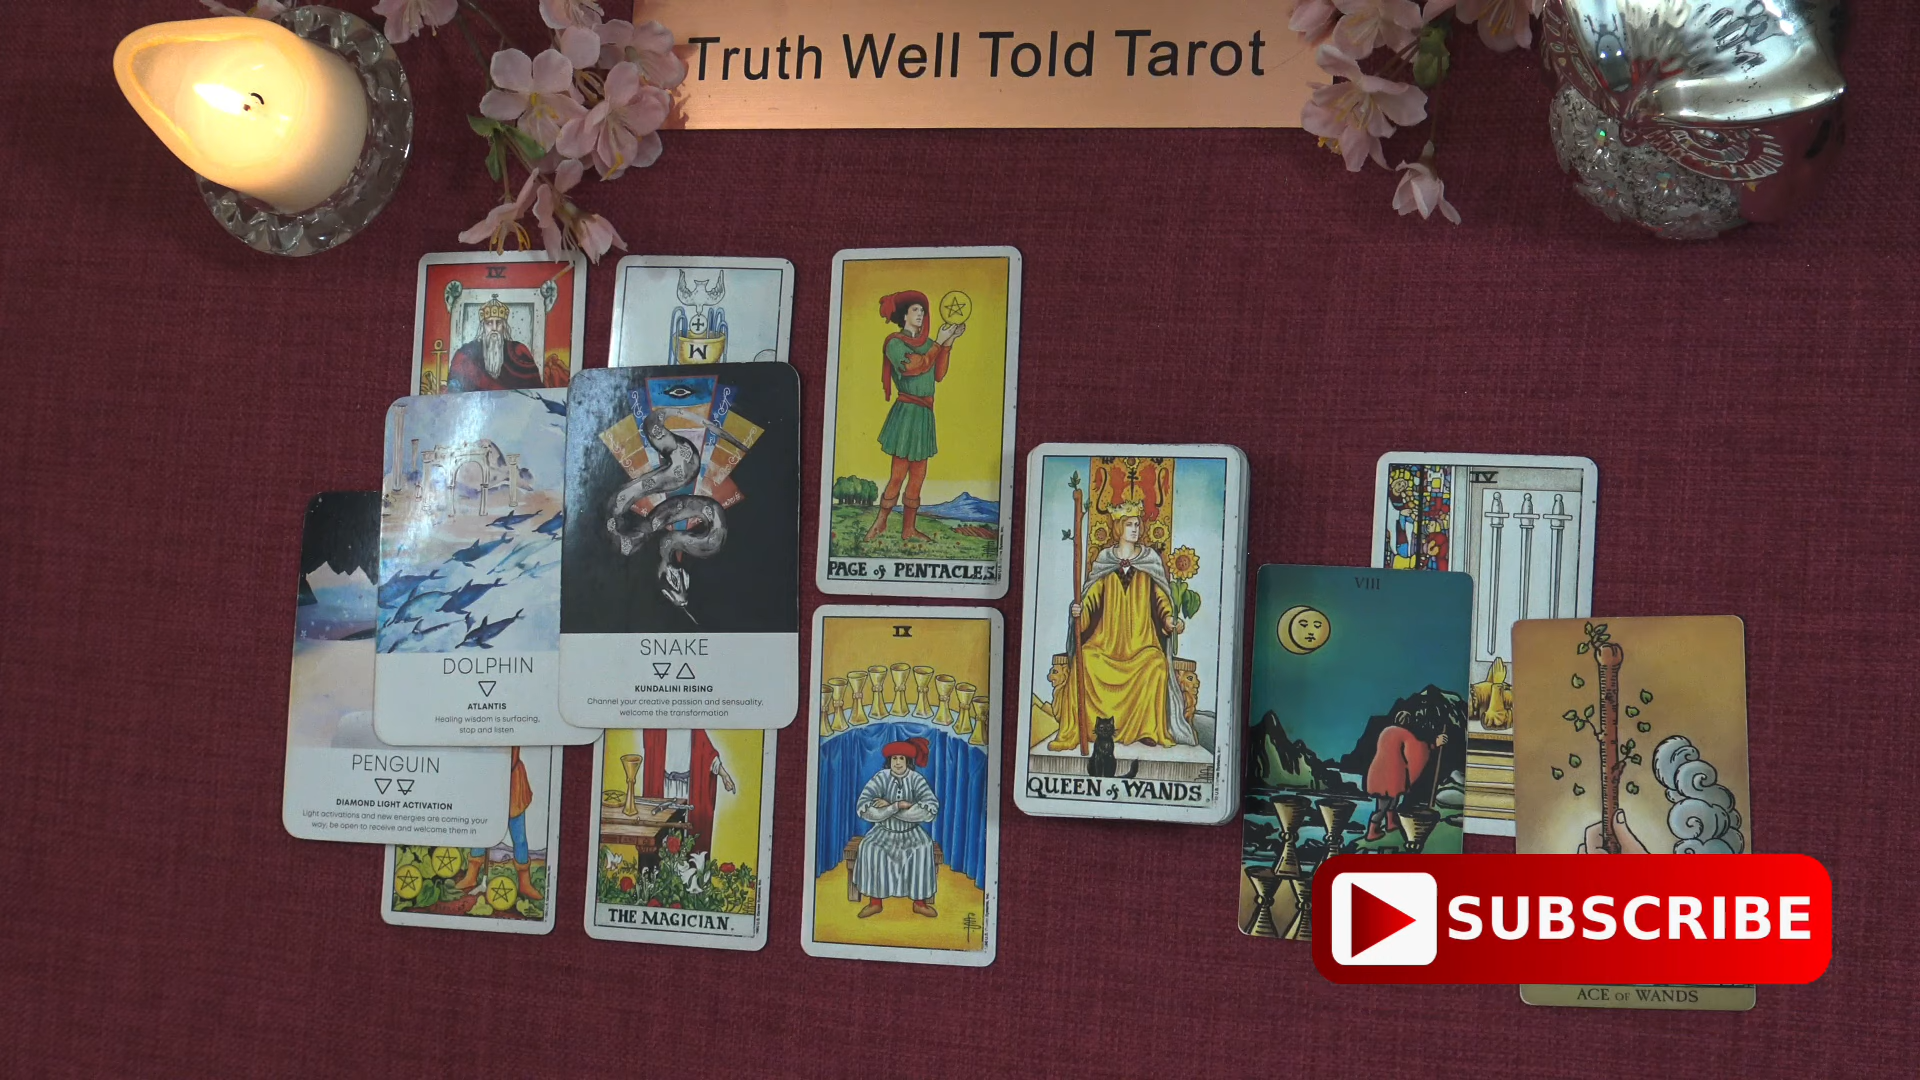 Truth Well Told Tarot
IV
W
PAGE of PENTACLES
IV
VIII
SNAKE
KUNDALINI RISING
Channel your creative passion and sensuality,
welcome the transformation
DOLPHIN
ATLANTIS
Healing wisdom is surfacing,
stop and listen
PENGUIN
DIAMOND LIGHT ACTIVATION
Light activations and new energies are coming your
way, be open to receive and welcome them in
IX
QUEEN of WANDS
THE MAGICIAN.
SUBSCRIBE
ACE OF WANDS